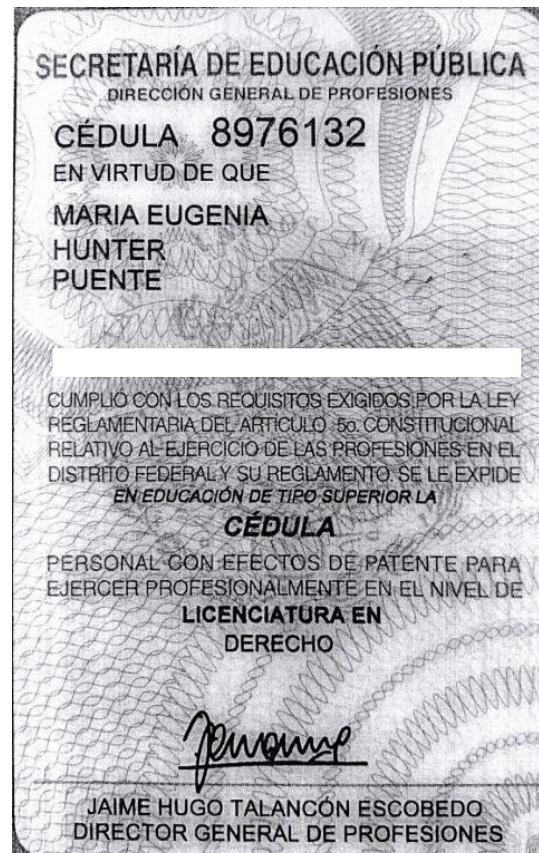 SECRETARÍA DE EDUCACIÓN PÚBLICA
DIRECCIÓN GENERAL DE PROFESIONES
CÉDULA 8976132
EN VIRTUD DE QUE
MARIA EUGENIA
HUNTER
PUENTE
CUMPLIÓ CON LOS REQUISITOS EXIGIDOS POR LA LEY
REGLAMENTARIA DEL ARTÍCULO 5o. CONSTITUCIONAL
RELATIVO AL EJERCICIO DE LAS PROFESIONES EN EL
DISTRITO FEDERAL Y SU REGLAMENTO. SE LE EXPIDE
EN EDUCACIÓN DE TIPO SUPERIOR LA
CÉDULA
PERSONAL CON EFECTOS DE PATENTE PARA
EJERCER PROFESIONALMENTE EN EL NIVEL DE
LICENCIATURA EN
DERECHO
JAIME HUGO TALANCÓN ESCOBEDO
DIRECTOR GENERAL DE PROFESIONES